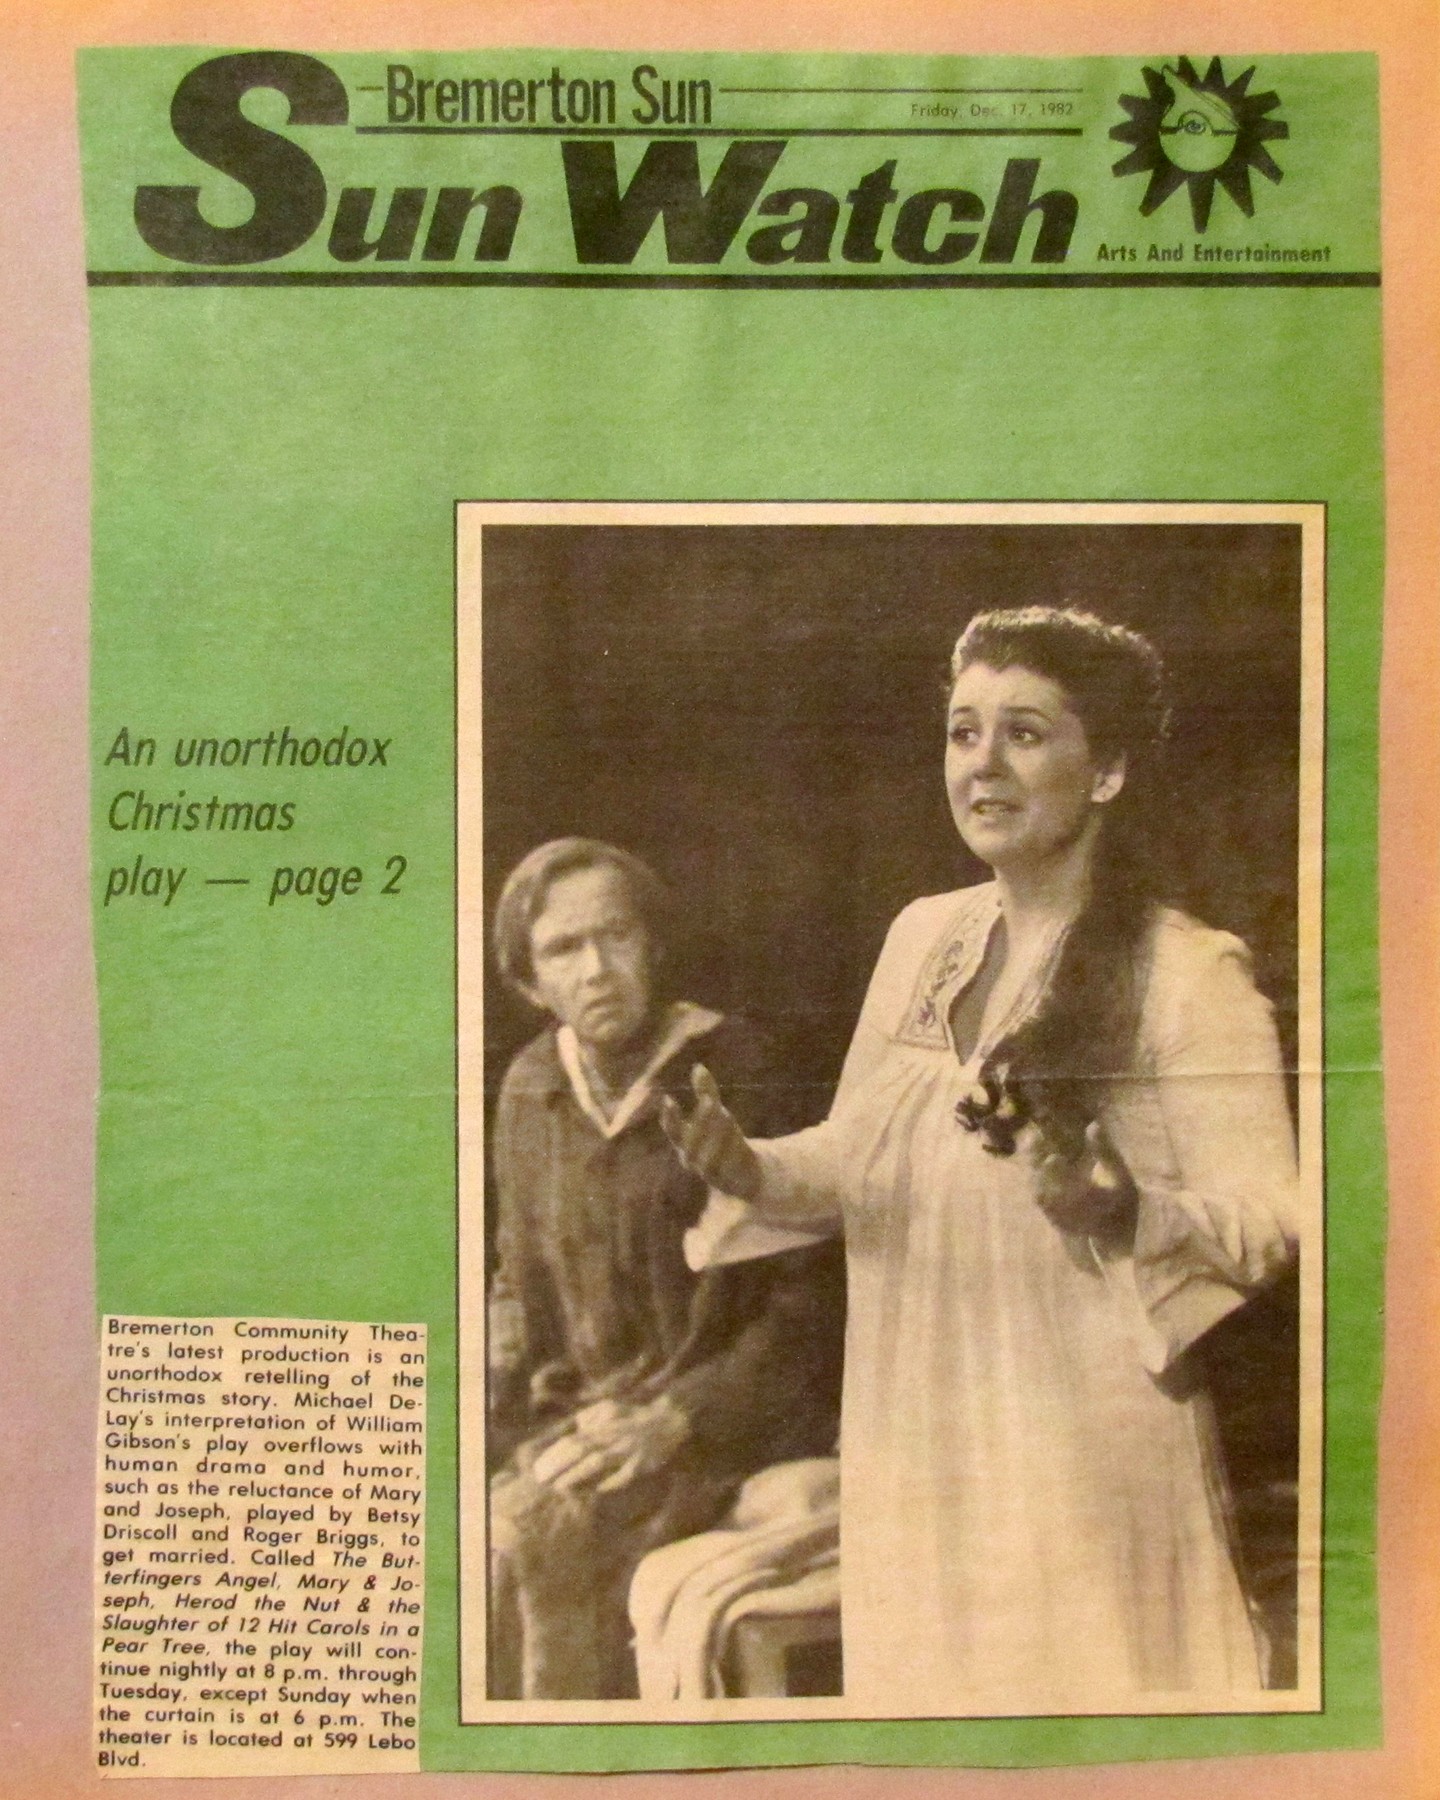 Bremerton Sun
Friday, Dec. 17, 1982
Sun Watch
Arts And Entertainment
An unorthodox
Christmas
play — page 2
Bremerton Community Thea-
tre's latest production is an
unorthodox retelling of the
Christmas story. Michael De-
Lay's interpretation of William
Gibson's play overflows with
human drama and humor,
such as the reluctance of Mary
and Joseph, played by Betsy
Driscoll and Roger Briggs, to
get married. Called The But-
terfingers Angel, Mary & Jo-
seph, Herod the Nut & the
Slaughter of 12 Hit Carols in a
Pear Tree, the play will con-
tinue nightly at 8 p.m. through
Tuesday, except Sunday when
the curtain is at 6 p.m. The
theater is located at 599 Lebo
Blvd.